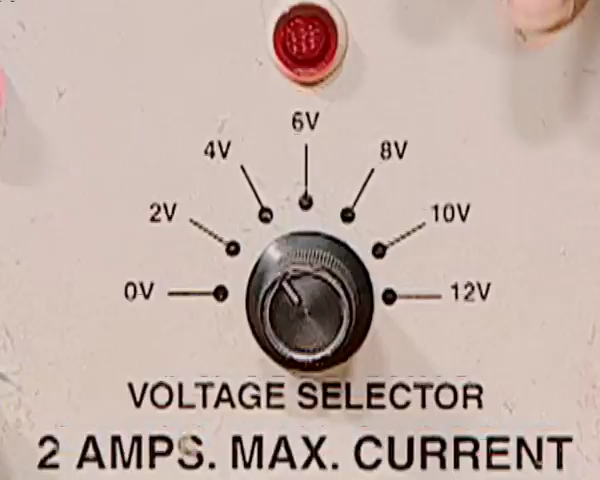 6V
4V 8V
2V 10V
0V 12V
VOLTAGE SELECTOR
2 AMPS. MAX. CURRENT